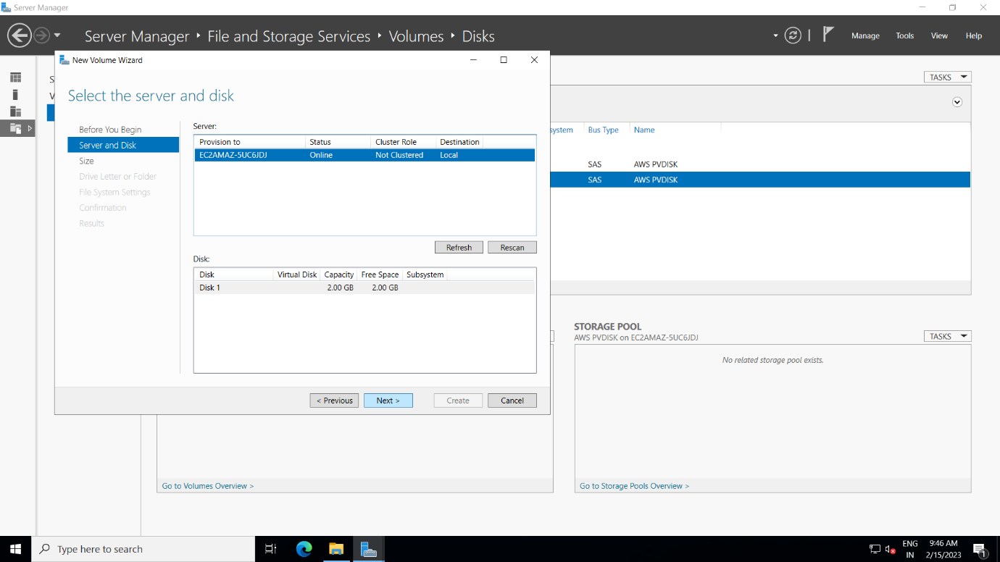 Server Manager
Server Manager • File and Storage Services • Volumes • Disks
Manage Tools View Help
New Volume Wizard
Select the server and disk
Before You Begin
Server and Disk
Size
Drive Letter or Folder
File System Settings
Confirmation
Results
Server:
Provision to Status Cluster Role Destination
EC2AMAZ-5UC6JDJ Online Not Clustered Local
Refresh Rescan
Disk:
Disk Virtual Disk Capacity Free Space Subsystem
Disk 1 2.00 GB 2.00 GB
< Previous Next > Create Cancel
TASKS
Bus Type Name
SAS AWS PVDISK
SAS AWS PVDISK
STORAGE POOL
AWS PVDISK on EC2AMAZ-5UC6JDJ
TASKS
No related storage pool exists.
Go to Volumes Overview >
Go to Storage Pools Overview >
Type here to search
ENG
IN
9:46 AM
2/15/2023
1